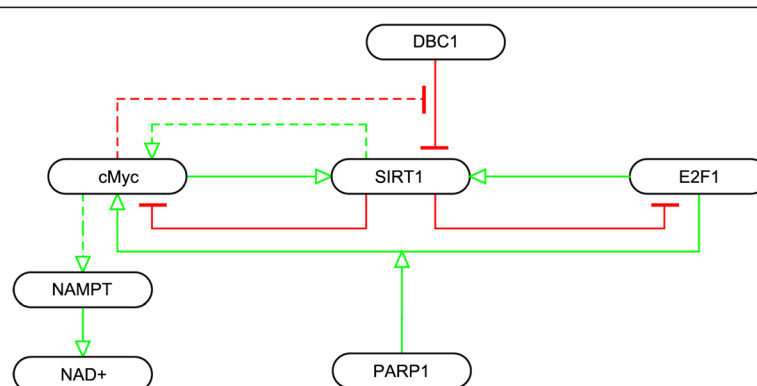 DBC1
cMyc
SIRT1
E2F1
NAMPT
NAD+
PARP1